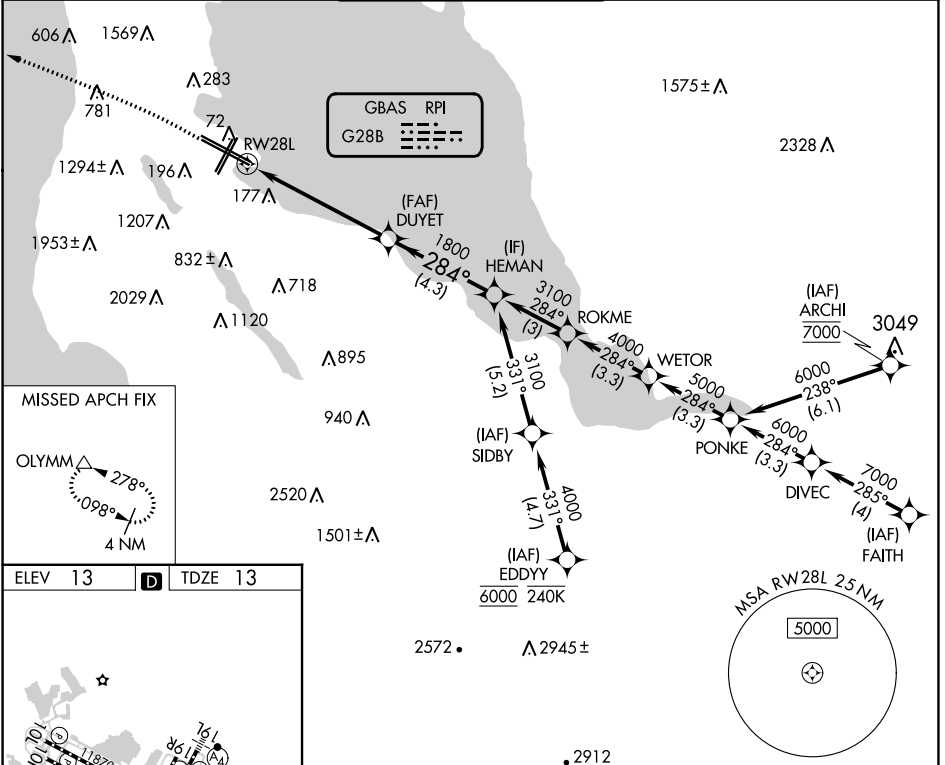 606
1569
283
781
72
RW28L
1294±
196
177
1207
1953±
832±
2029
718
1120
895
940
2520
1501±
GBAS RPI
G28B
1575±
2328
(FAF)
DUYET
1800
284°
(4.3)
(IF)
HEMAN
3100
284°
(3)
ROKME
4000
284°
(3.3)
WETOR
5000
284°
(3.3)
PONKE
(IAF)
ARCHI
7000
3049
6000
238°
(6.1)
6000
284°
(3.3)
DIVEC
7000
285°
(4)
(IAF)
FAITH
3100
331°
(5.2)
(IAF)
SIDBY
4000
331°
(4.7)
(IAF)
EDDYY
6000 240K
MISSED APCH FIX
OLYMM
278°
098°
4 NM
ELEV 13 D TDZE 13
2572
2945±
2912
MSA RW28L 25 NM
5000
10L
P
11870
19L
19R
A